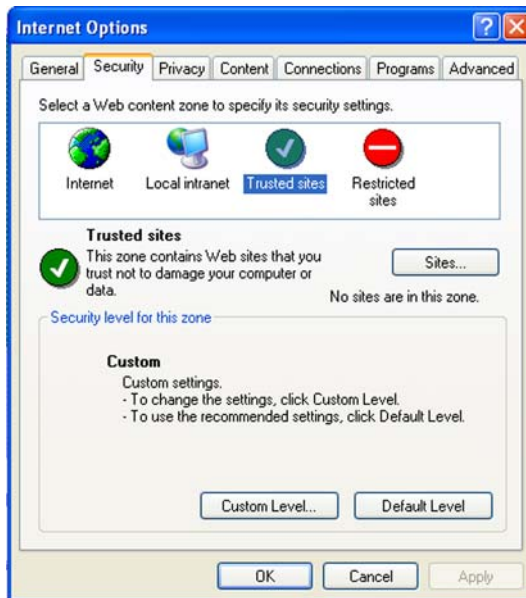 Internet Options
General Security Privacy Content Connections Programs Advanced
Select a Web content zone to specify its security settings.
Internet Local intranet Trusted sites Restricted
sites
Trusted sites
This zone contains Web sites that you
trust not to damage your computer or
data.
Sites...
No sites are in this zone.
Security level for this zone
Custom
Custom settings.
- To change the settings, click Custom Level.
- To use the recommended settings, click Default Level.
Custom Level... Default Level
OK Cancel Apply